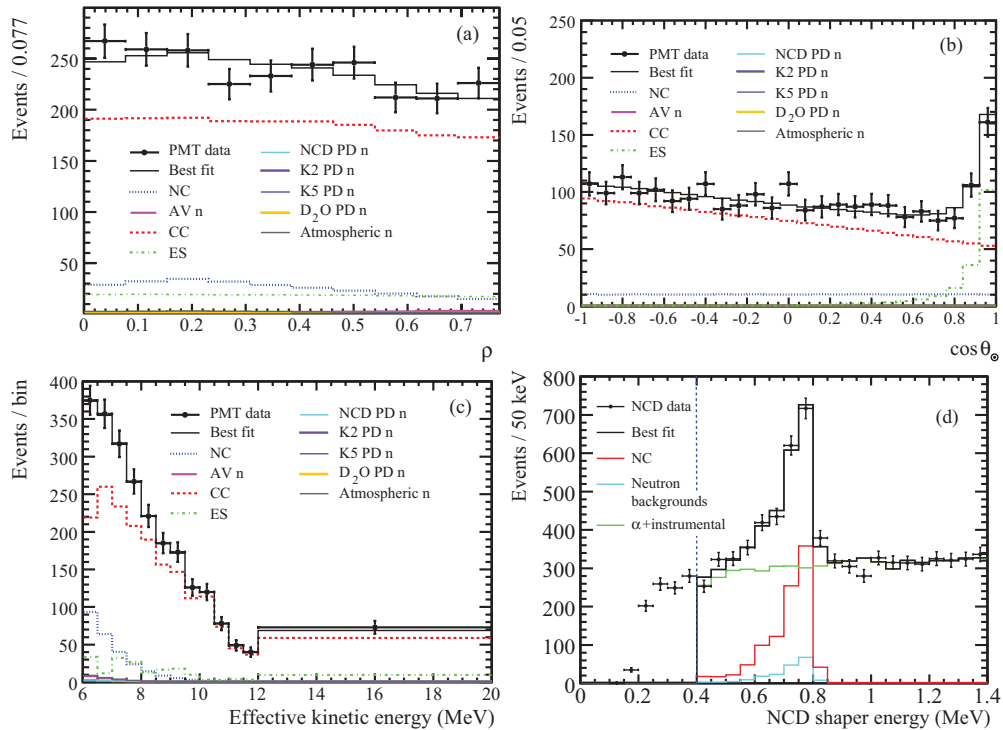 (a)
Events / 0.077
300
250
200
150
100
50
PMT data
Best fit
NC
AV n
CC
ES
NCD PD n
K2 PD n
K5 PD n
D2O PD n
Atmospheric n
0 0.1 0.2 0.3 0.4 0.5 0.6 0.7
ρ
(b)
Events / 0.05
250
200
150
100
50
0
PMT data
Best fit
NC
AV n
CC
ES
NCD PD n
K2 PD n
K5 PD n
D2O PD n
Atmospheric n
-1 -0.8 -0.6 -0.4 -0.2 0 0.2 0.4 0.6 0.8 1
cosθ⊙
(c)
Events / bin
400
350
300
250
200
150
100
50
0
PMT data
Best fit
NC
AV n
CC
ES
NCD PD n
K2 PD n
K5 PD n
D2O PD n
Atmospheric n
6 8 10 12 14 16 18 20
Effective kinetic energy (MeV)
(d)
Events / 50 keV
800
700
600
500
400
300
200
100
0
NCD data
Best fit
NC
Neutron
backgrounds
α+instrumental
0 0.2 0.4 0.6 0.8 1 1.2 1.4
NCD shaper energy (MeV)